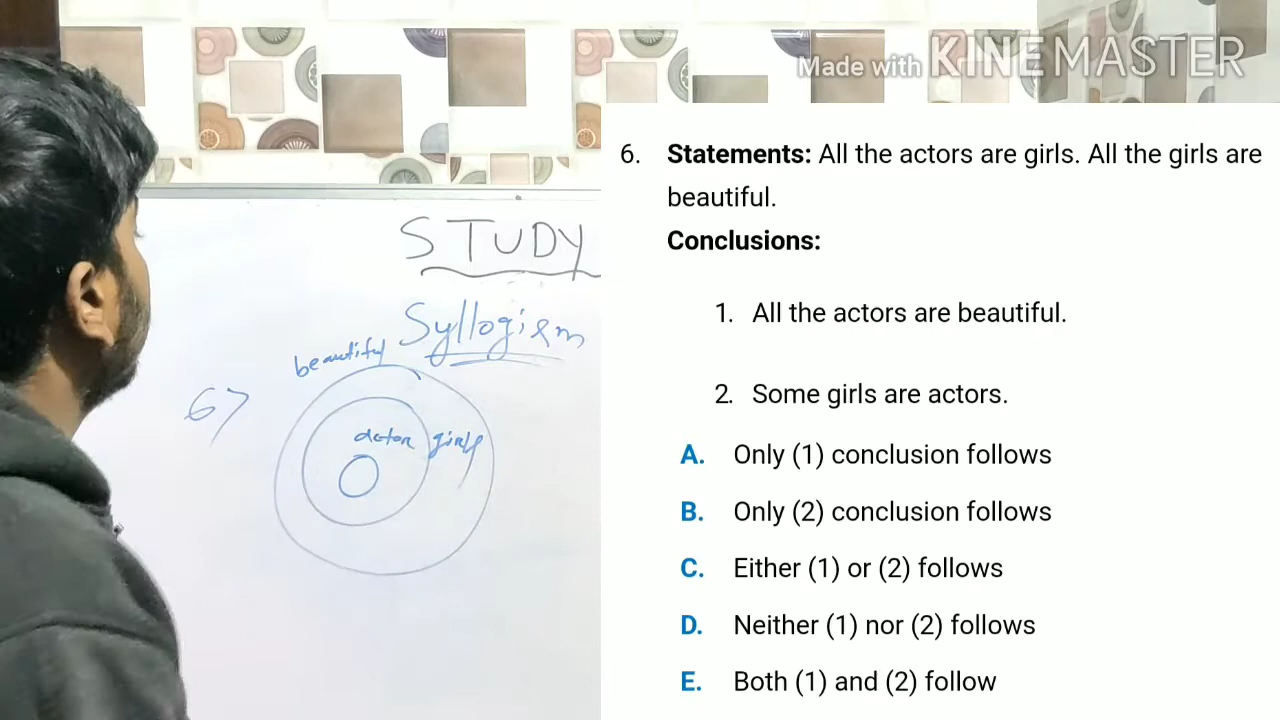 Made with KINEMASTER
STUDY
Syllogism
beautiful
6>
actor girls
6. Statements: All the actors are girls. All the girls are
beautiful.
Conclusions:
1. All the actors are beautiful.
2. Some girls are actors.
A. Only (1) conclusion follows
B. Only (2) conclusion follows
C. Either (1) or (2) follows
D. Neither (1) nor (2) follows
E. Both (1) and (2) follow